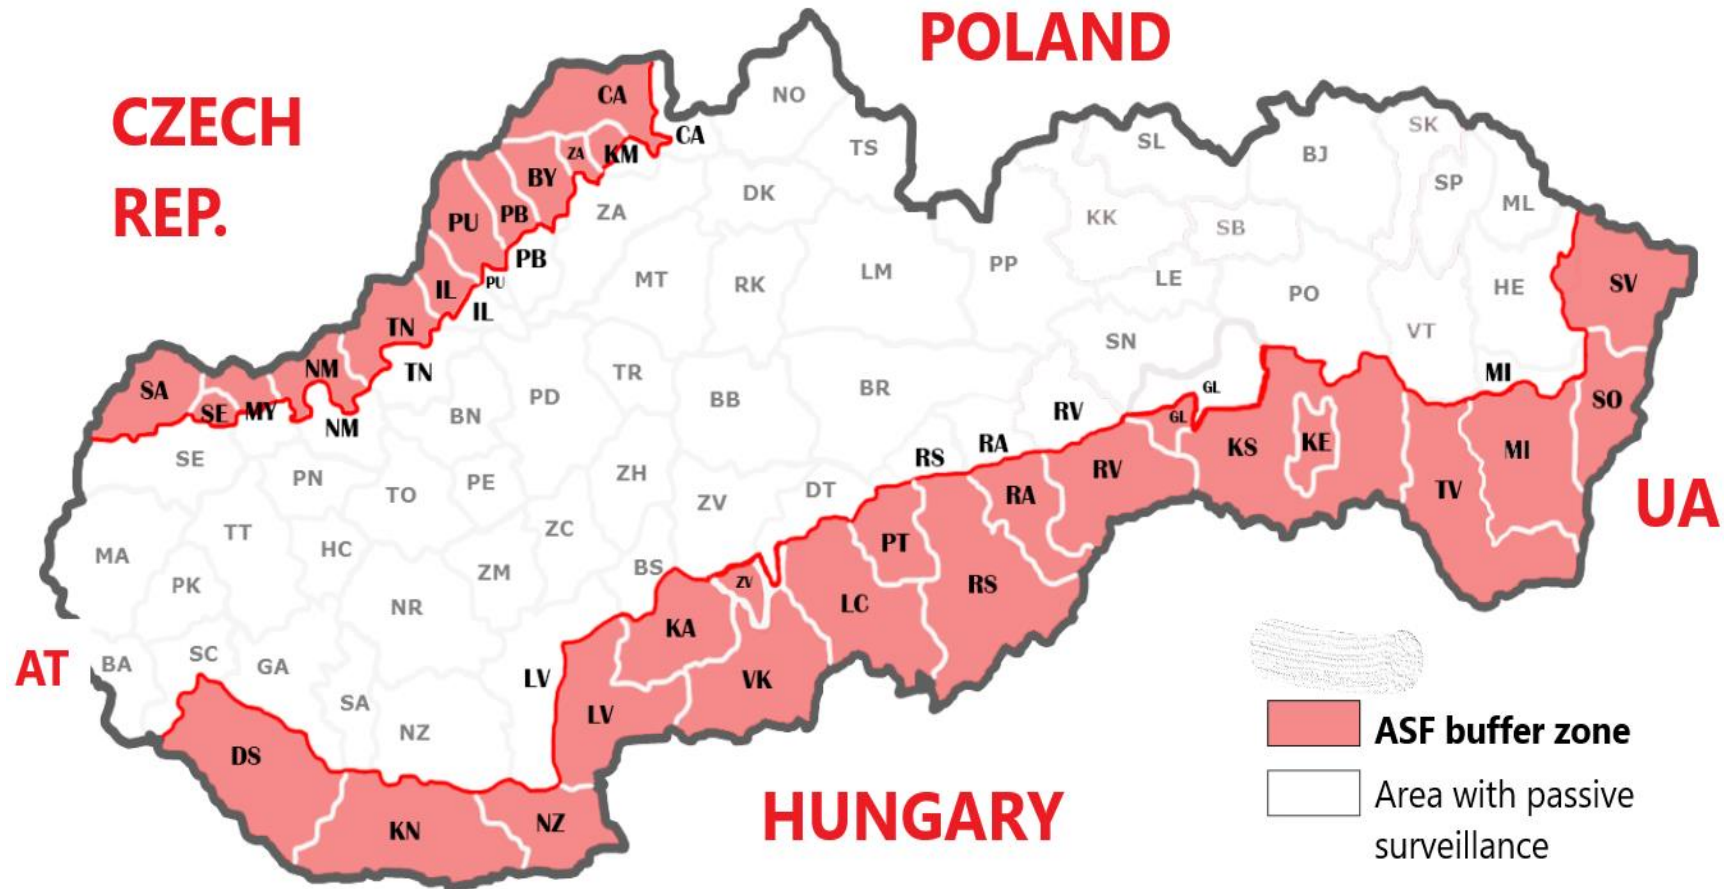 POLAND
CZECH
REP.
CA
NO
CA
SK
SL
TS
BJ
ZA
KM
BY
SP
DK
ML
ZA
PB
PU
KK
SB
PB
PP
LM
MT
LE
RK
PU
IL
SV
HE
PO
IL
TN
VT
SN
NM
TN
TR
MI
SA
BR
GL
PD
BB
SO
SE
MY
RV
BN
GL
NM
RA
KE
KS
MI
RS
SE
RV
ZH
PN
PE
TV
DT
TO
RA
ZV
UA
TT
ZC
PT
HC
MA
BS
ZM
ZV
RS
PK
LC
NR
KA
SC
BA
GA
AT
LV
VK
SA
LV
NZ
ASF buffer zone
DS
Area with passive
surveillance
HUNGARY
NZ
KN